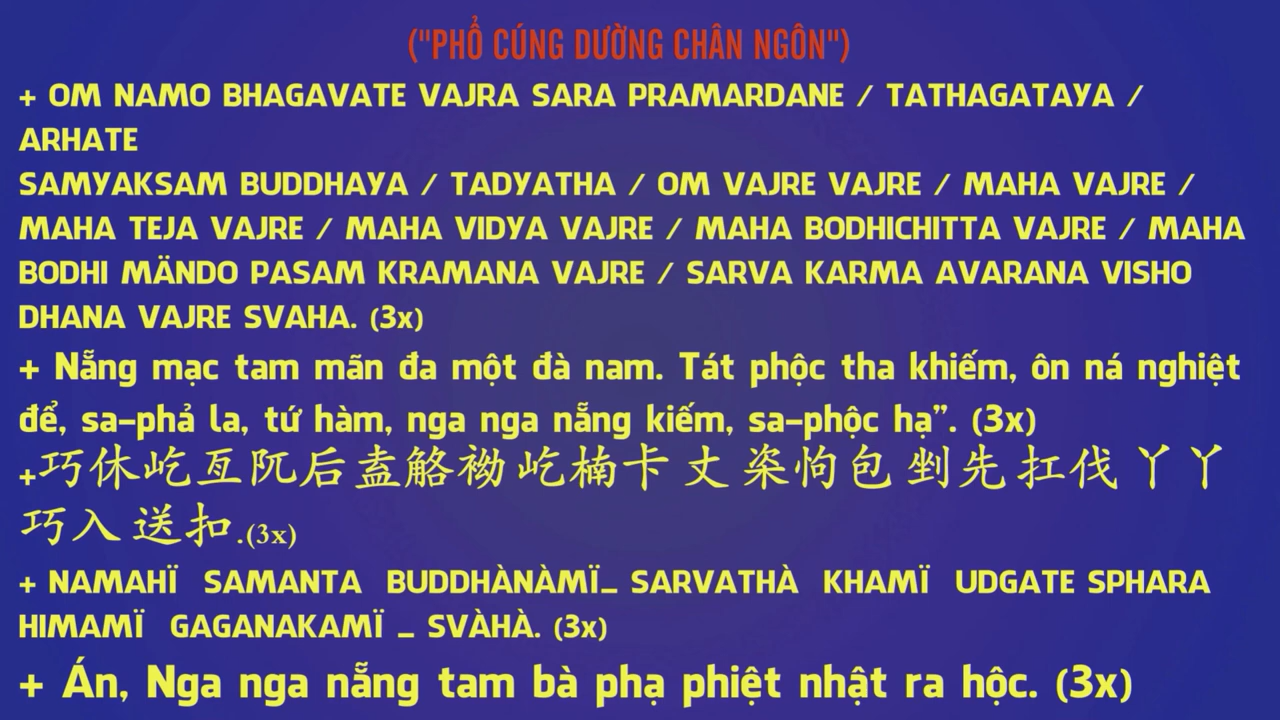 ("PHỔ CÚNG DƯỜNG CHÂN NGÔN")
+ OM NAMO BHAGAVATE VAJRA SARA PRAMARDANE / TATHAGATAYA /
ARHATE
SAMYAKSAM BUDDHAYA / TADYATHA / OM VAJRE VAJRE / MAHA VAJRE /
MAHA TEJA VAJRE / MAHA VIDYA VAJRE / MAHA BODHICHITTA VAJRE / MAHA
BODHI MÄNDO PASAM KRAMANA VAJRE / SARVA KARMA AVARANA VISHO
DHANA VAJRE SVAHA. (3x)
+ Nẵng mạc tam mãn đa một đà nam. Tát phộc tha khiếm, ôn ná nghiệt
để, sa-phả la, tứ hàm, nga nga nẵng kiếm, sa-phộc hạ”. (3x)
+巧休屹亙阢后盍觡袎屹楠卡丈楶怐包剉先扛伐丫丫
巧入送扣.(3x)
+ NAMAHÏ SAMANTA BUDDHÀNÀMÏ_ SARVATHÀ KHAMÏ UDGATE SPHARA
HIMAMÏ GAGANAKAMÏ _ SVÀHÀ. (3x)
+ Án, Nga nga nẵng tam bà phạ phiệt nhật ra hộc. (3x)